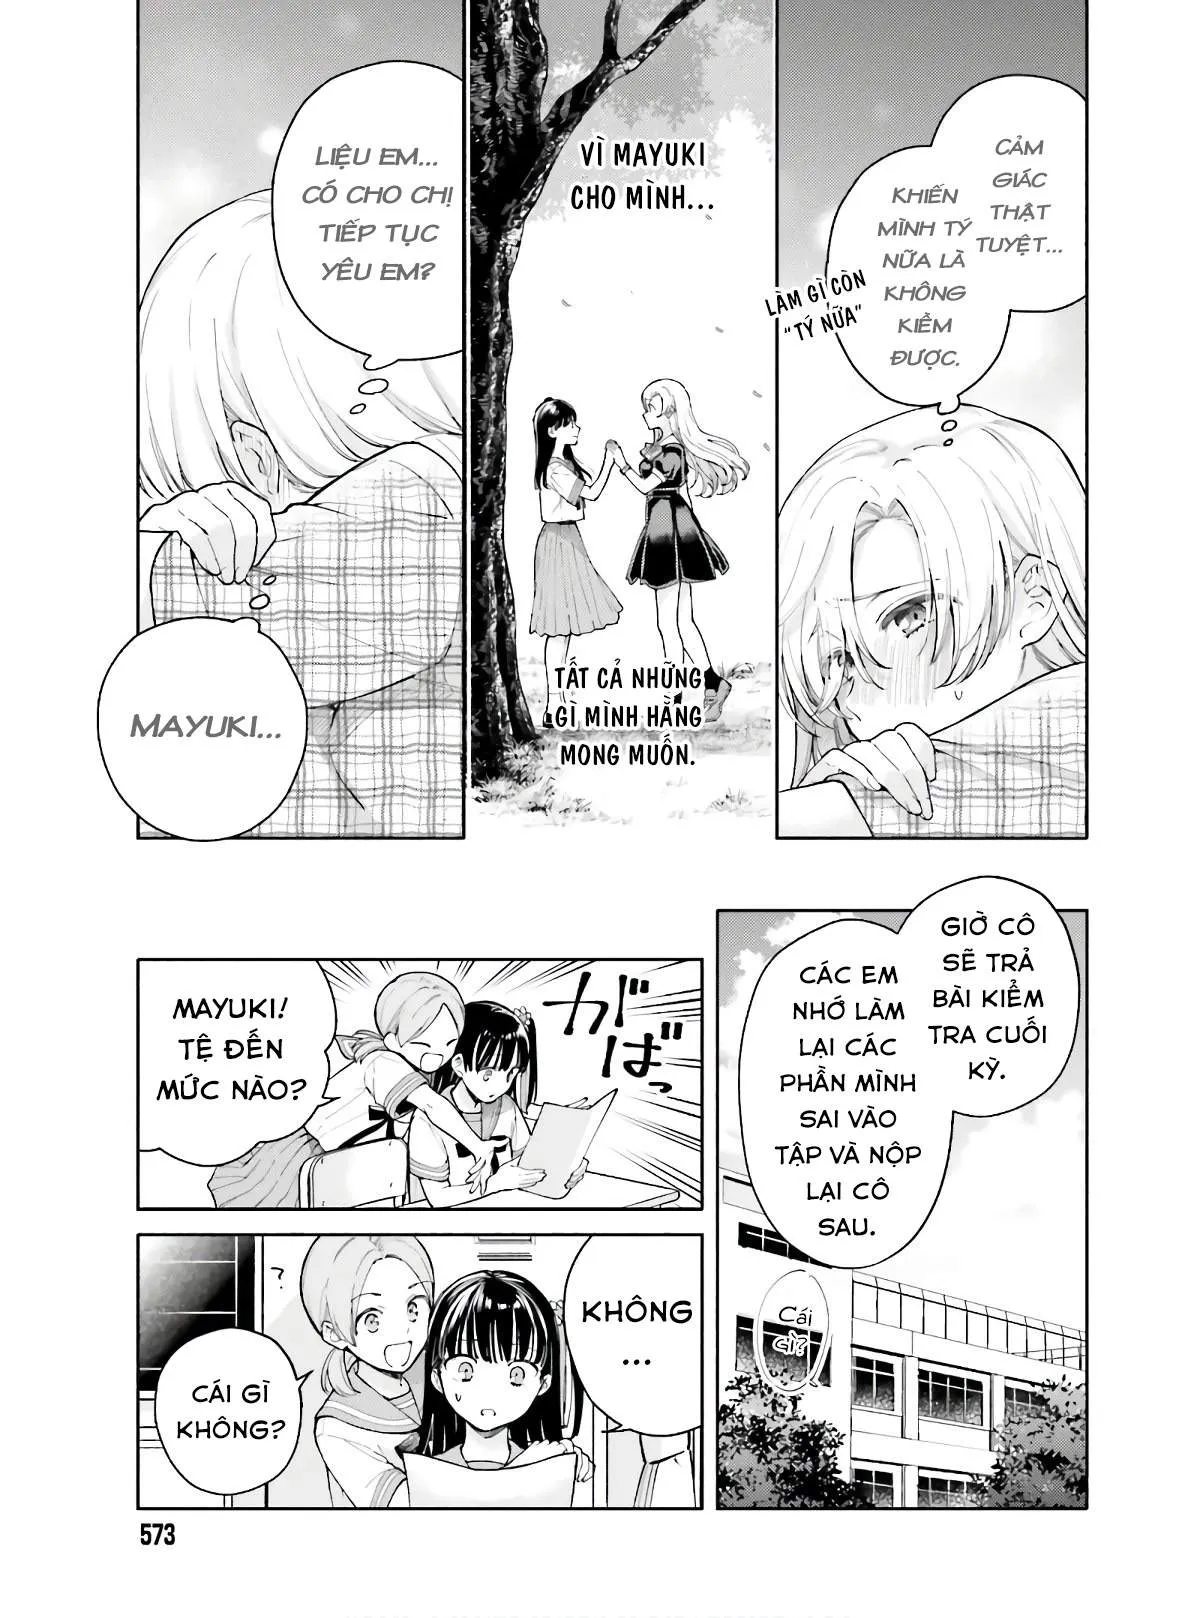 CẢM
GIÁC
THẬT
TUYỆT...
KHIẾN
MÌNH TÝ
NỮA LÀ
KHÔNG
KIỀM
ĐƯỢC.
LÀM GÌ CÒN
"TÝ NỮA"
VÌ MAYUKI
CHO MÌNH...
TẤT CẢ NHỮNG
GÌ MÌNH HẰNG
MONG MUỐN.
LIỆU EM...
CÓ CHO CHỊ
TIẾP TỤC
YÊU EM?
MAYUKI...
GIỜ CÔ
SẼ TRẢ
BÀI KIỂM
TRA CUỐI
KỲ.
CÁC EM
NHỚ LÀM
LẠI CÁC
PHẦN MÌNH
SAI VÀO
TẬP VÀ NỘP
LẠI CÔ
SAU.
Cái
gì?
がばっ
MAYUKI!
TỆ ĐẾN
MỨC NÀO?
KHÔNG
...
?
CÁI GÌ
KHÔNG?
573